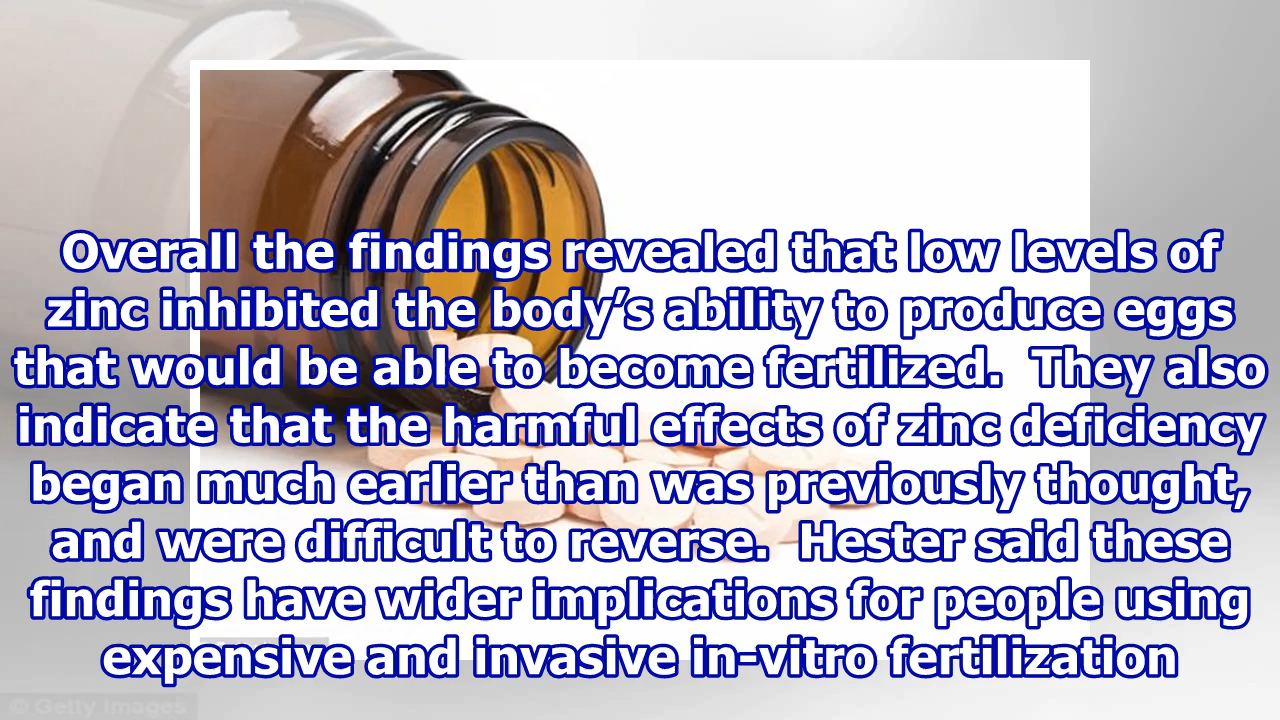 Overall the findings revealed that low levels of
zinc inhibited the body’s ability to produce eggs
that would be able to become fertilized.  They also
indicate that the harmful effects of zinc deficiency
began much earlier than was previously thought,
and were difficult to reverse.  Hester said these
findings have wider implications for people using
expensive and invasive in-vitro fertilization
© Getty Images